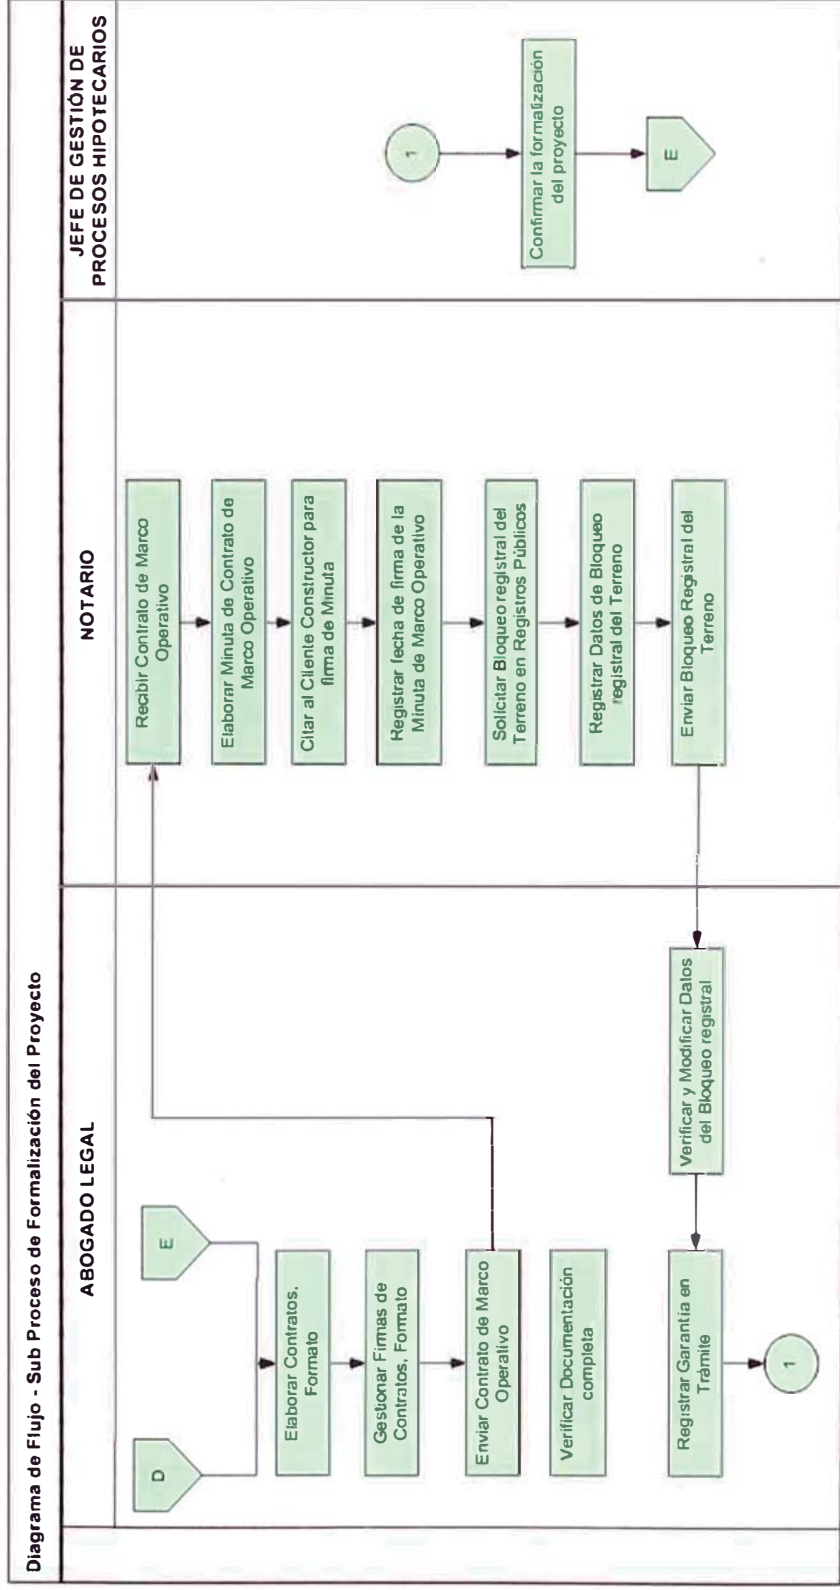 Diagrama de Flujo - Sub Proceso de Formalización del Proyecto
ABOGADO LEGAL
NOTARIO
JEFE DE GESTIÓN DE
PROCESOS HIPOTECARIOS
D
E
Elaborar Contratos,
Formato
Gestionar Firmas de
Contratos, Formato
Enviar Contrato de Marco
Operativo
Verificar Documentación
completa
Verificar y Modificar Datos
del Bloqueo registral
Registrar Garantía en
Trámite
1
Recibir Contrato de Marco
Operativo
Elaborar Minuta de Contrato de
Marco Operativo
Citar al Cliente Constructor para
firma de Minuta
Registrar fecha de firma de la
Minuta de Marco Operativo
Solicitar Bloqueo registral del
Terreno en Registros Públicos
Registrar Datos de Bloqueo
registral del Terreno
Enviar Bloqueo Registral del
Terreno
1
Confirmar la formalización
del proyecto
E